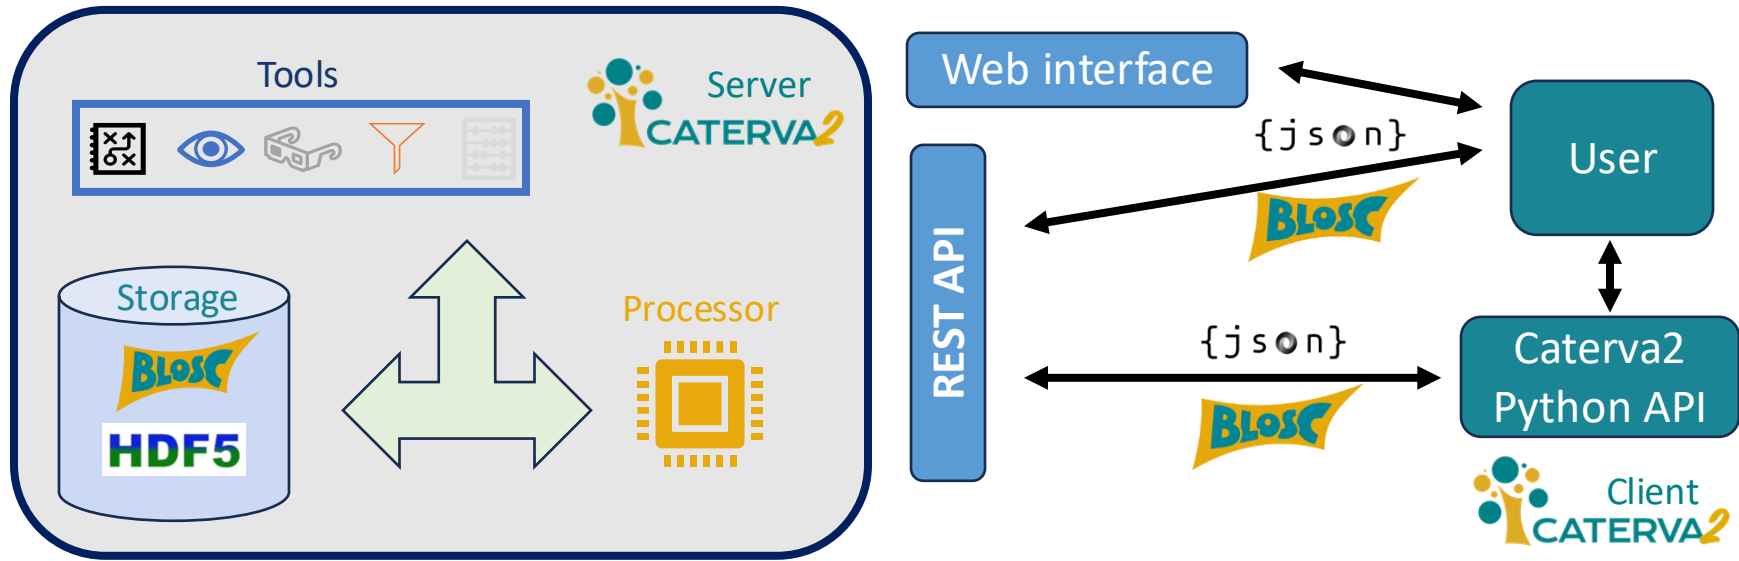 Tools
Server
CATERVA2
Storage
BLOSC
HDF5
Processor
Web interface
REST API
{json}
BLOSC
{json}
BLOSC
User
Caterva2
Python API
Client
CATERVA2